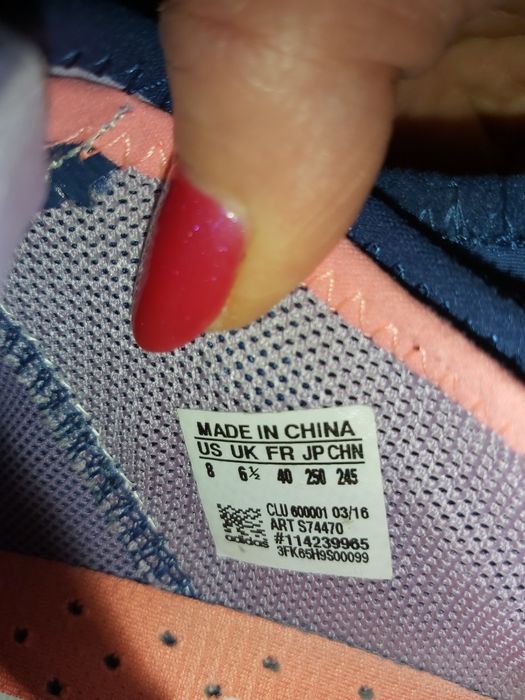 MADE IN CHINA
US UK FR JP CHN
8 6½ 40 250 245
CLU 600001 03/16
ART S74470
#114239965
adidas 3FK65H9S00099